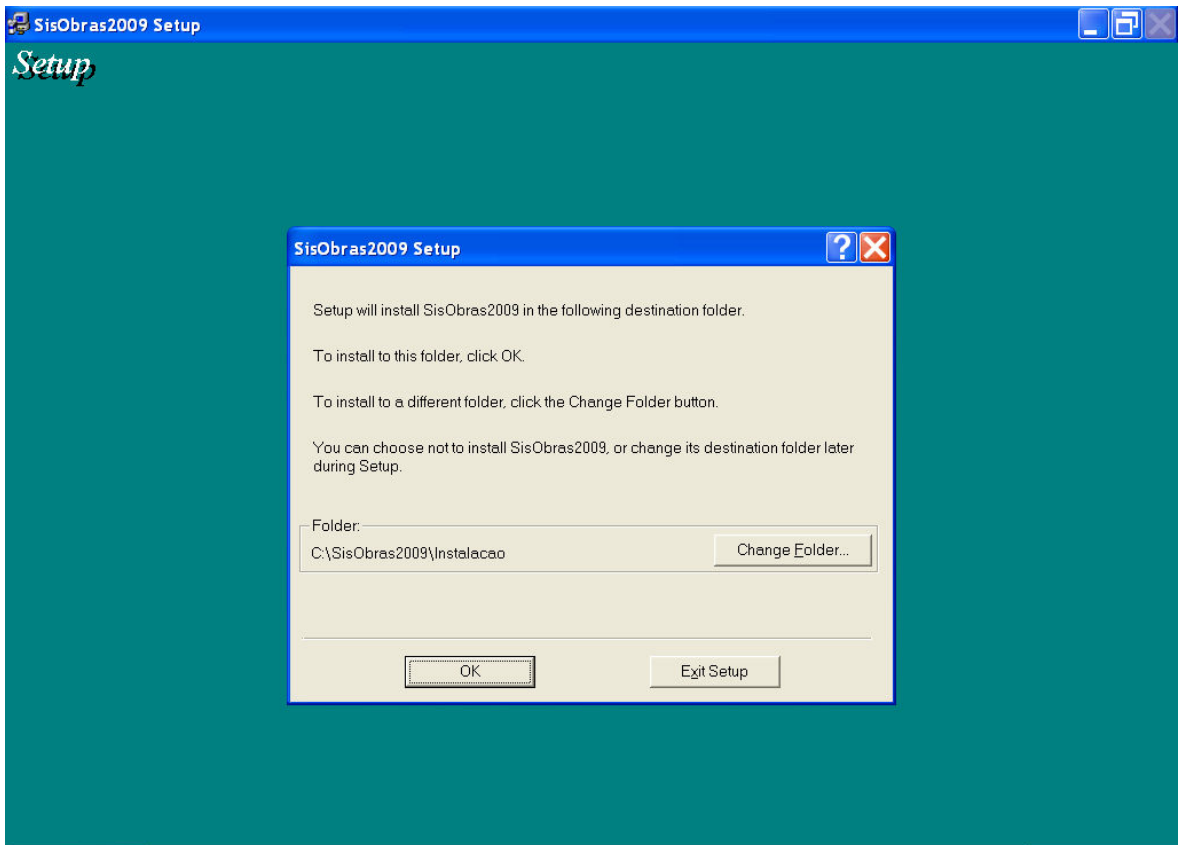 SisObras2009 Setup
Setup
SisObras2009 Setup
Setup will install SisObras2009 in the following destination folder.
To install to this folder, click OK.
To install to a different folder, click the Change Folder button.
You can choose not to install SisObras2009, or change its destination folder later
during Setup.
Folder:
C:\SisObras2009\Instalacao
Change Folder...
OK
Exit Setup